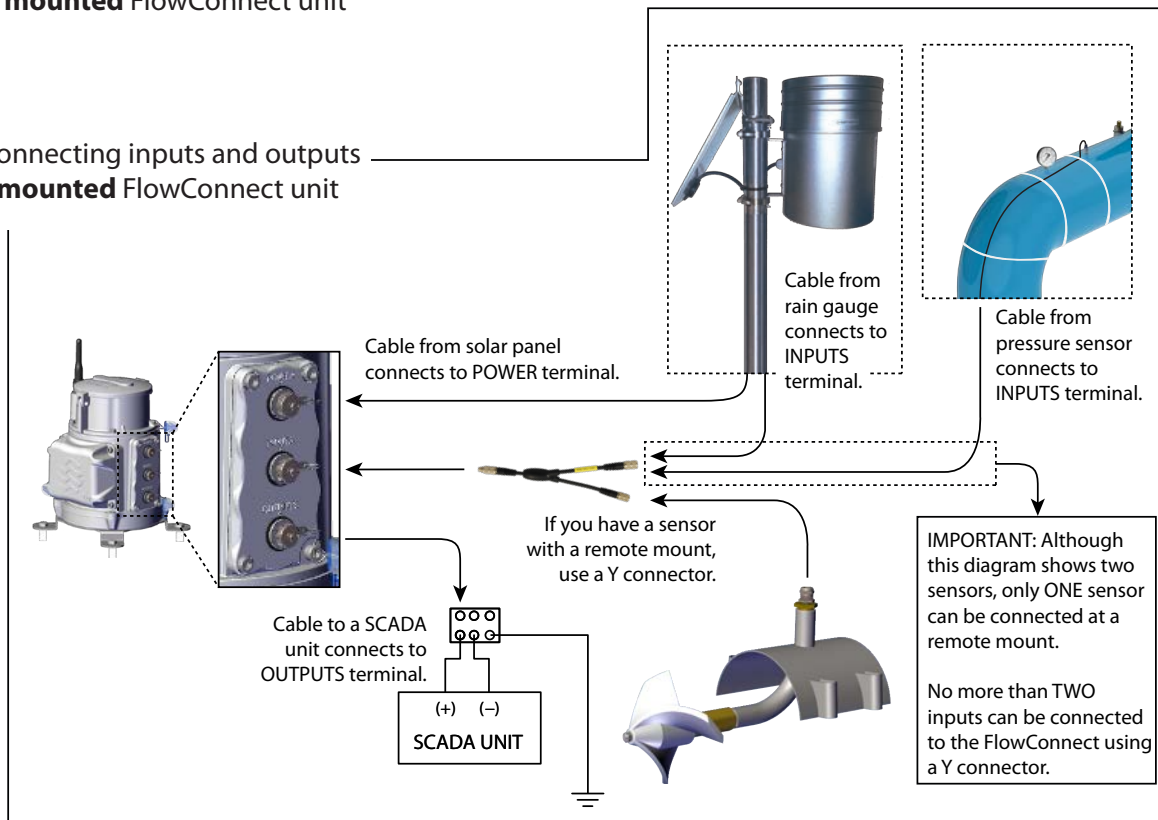 mounted FlowConnect unit
onnecting inputs and outputs
mounted FlowConnect unit
Cable from
rain gauge
connects to
INPUTS
terminal.
Cable from
pressure sensor
connects to
INPUTS terminal.
Cable from solar panel
connects to POWER terminal.
POWER
INPUTS
OUTPUTS
If you have a sensor
with a remote mount,
use a Y connector.
Cable to a SCADA
unit connects to
OUTPUTS terminal.
(+) (–)
SCADA UNIT
IMPORTANT: Although
this diagram shows two
sensors, only ONE sensor
can be connected at a
remote mount.
No more than TWO
inputs can be connected
to the FlowConnect using
a Y connector.